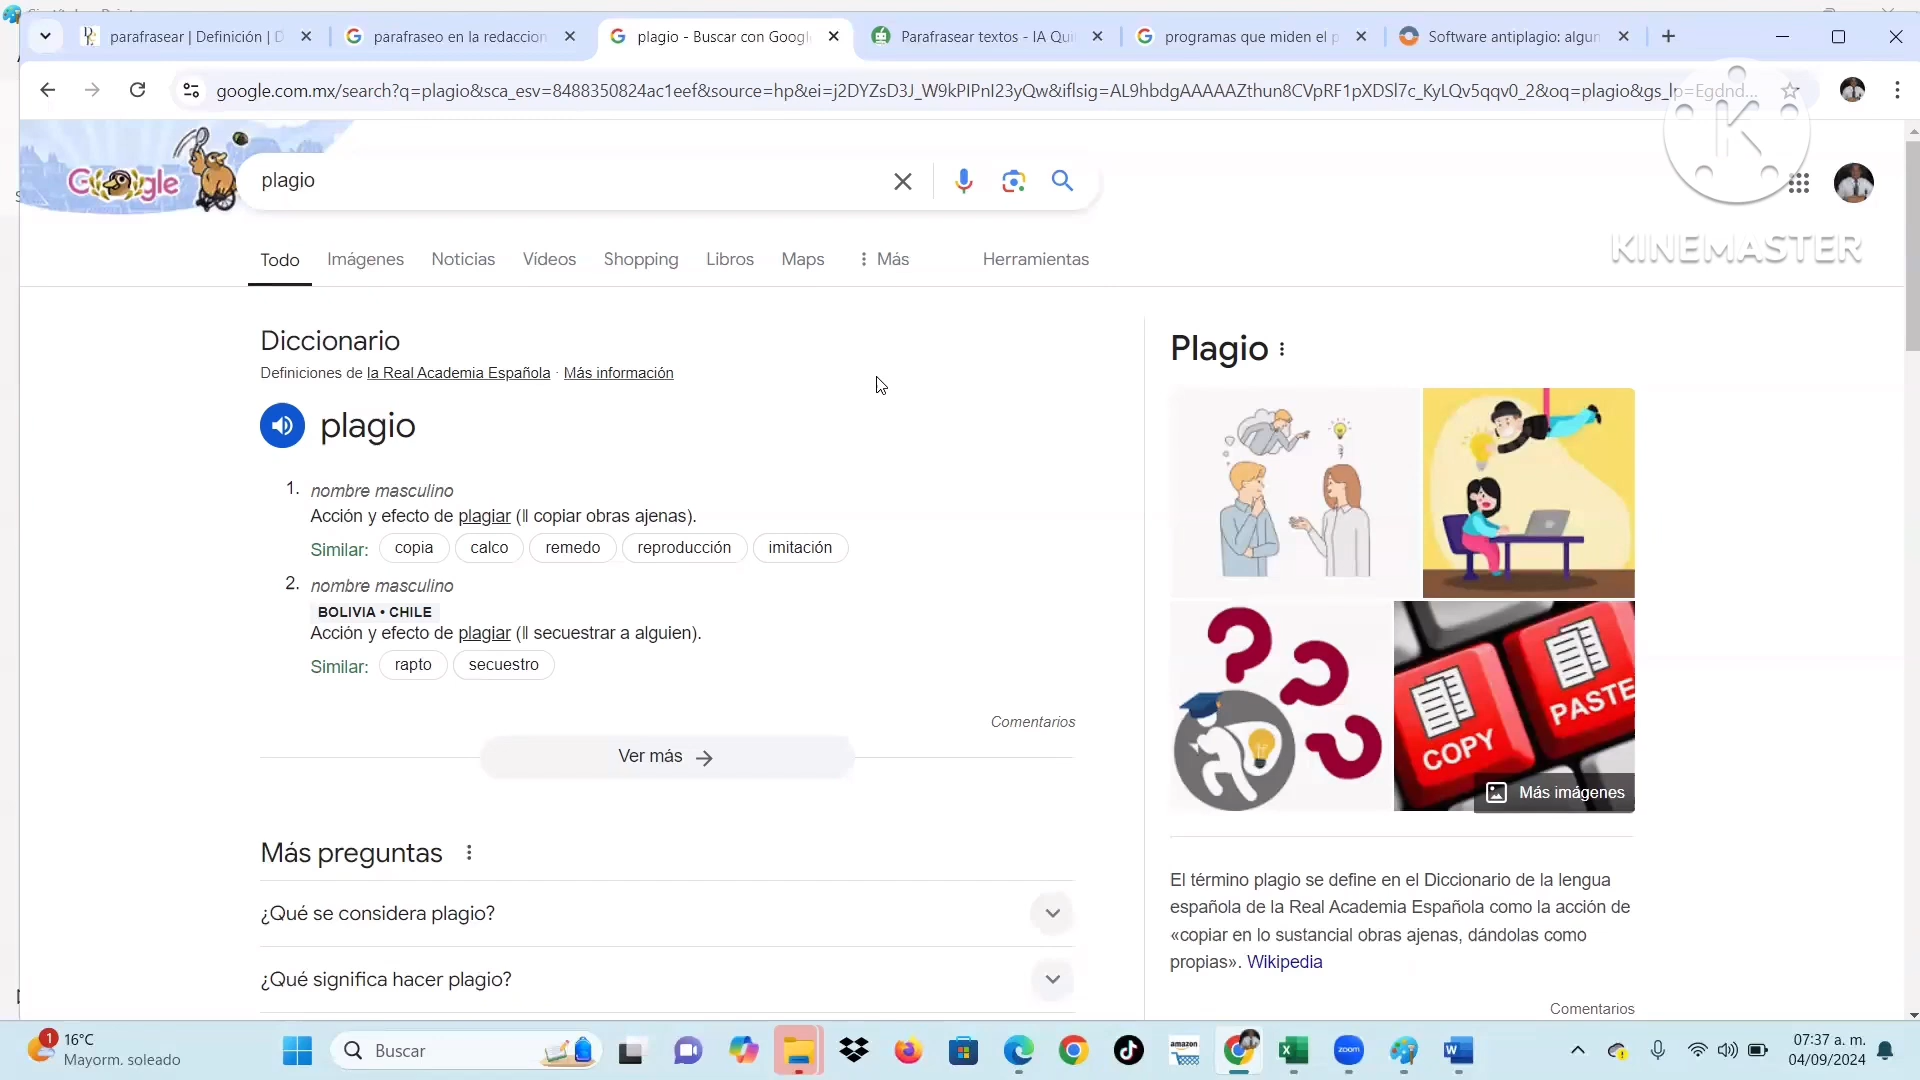 parafrasear | Definición | D
parafraseo en la redaccion
plagio - Buscar con Googl
Parafrasear textos - IA Qui
programas que miden el p
Software antiplagio: algun
google.com.mx/search?q=plagio&sca_esv=8488350824ac1eef&source=hp&ei=j2DYZsD3J_W9kPIPnI23yQw&iflsig=AL9hbdgAAAAAZthun8CVpRF1pXDSl7c_KyLQv5qqv0_2&oq=plagio&gs_lp=Egdnd...
Google
plagio
K
KINEMASTER
Todo Imágenes Noticias Vídeos Shopping Libros Maps Más Herramientas
Diccionario
Definiciones de la Real Academia Española · Más información
plagio
1. nombre masculino
Acción y efecto de plagiar (‖ copiar obras ajenas).
Similar: copia calco remedo reproducción imitación
2. nombre masculino
BOLIVIA • CHILE
Acción y efecto de plagiar (‖ secuestrar a alguien).
Similar: rapto secuestro
Comentarios
Ver más
Más preguntas
¿Qué se considera plagio?
¿Qué significa hacer plagio?
Plagio
COPY
PASTE
Más imágenes
El término plagio se define en el Diccionario de la lengua
española de la Real Academia Española como la acción de
«copiar en lo sustancial obras ajenas, dándolas como
propias». Wikipedia
Comentarios
1
16°C
Mayorm. soleado
Buscar
amazon
zoom
07:37 a. m.
04/09/2024